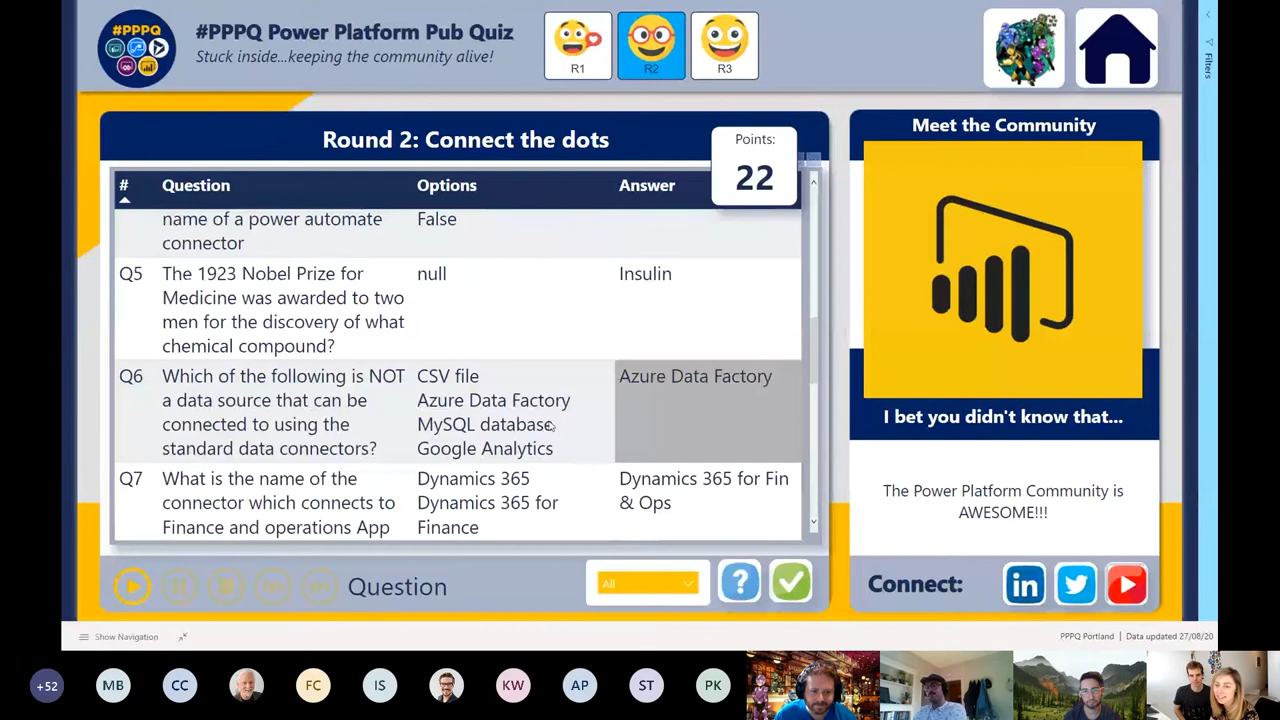 #PPPQ
#PPPQ Power Platform Pub Quiz
Stuck inside...keeping the community alive!
R1
R2
R3
Filters
Round 2: Connect the dots
Points:
22
# Question Options Answer
name of a power automate
connector
False
Q5
The 1923 Nobel Prize for
Medicine was awarded to two
men for the discovery of what
chemical compound?
null
Insulin
Q6
Which of the following is NOT
a data source that can be
connected to using the
standard data connectors?
CSV file
Azure Data Factory
MySQL database
Google Analytics
Azure Data Factory
Q7
What is the name of the
connector which connects to
Finance and operations App
Dynamics 365
Dynamics 365 for
Finance
Dynamics 365 for Fin
& Ops
Question
All
?
Meet the Community
I bet you didn't know that...
The Power Platform Community is
AWESOME!!!
Connect:
in
Show Navigation
PPPQ Portland | Data updated 27/08/20
+52
MB
CC
FC
IS
KW
AP
ST
PK